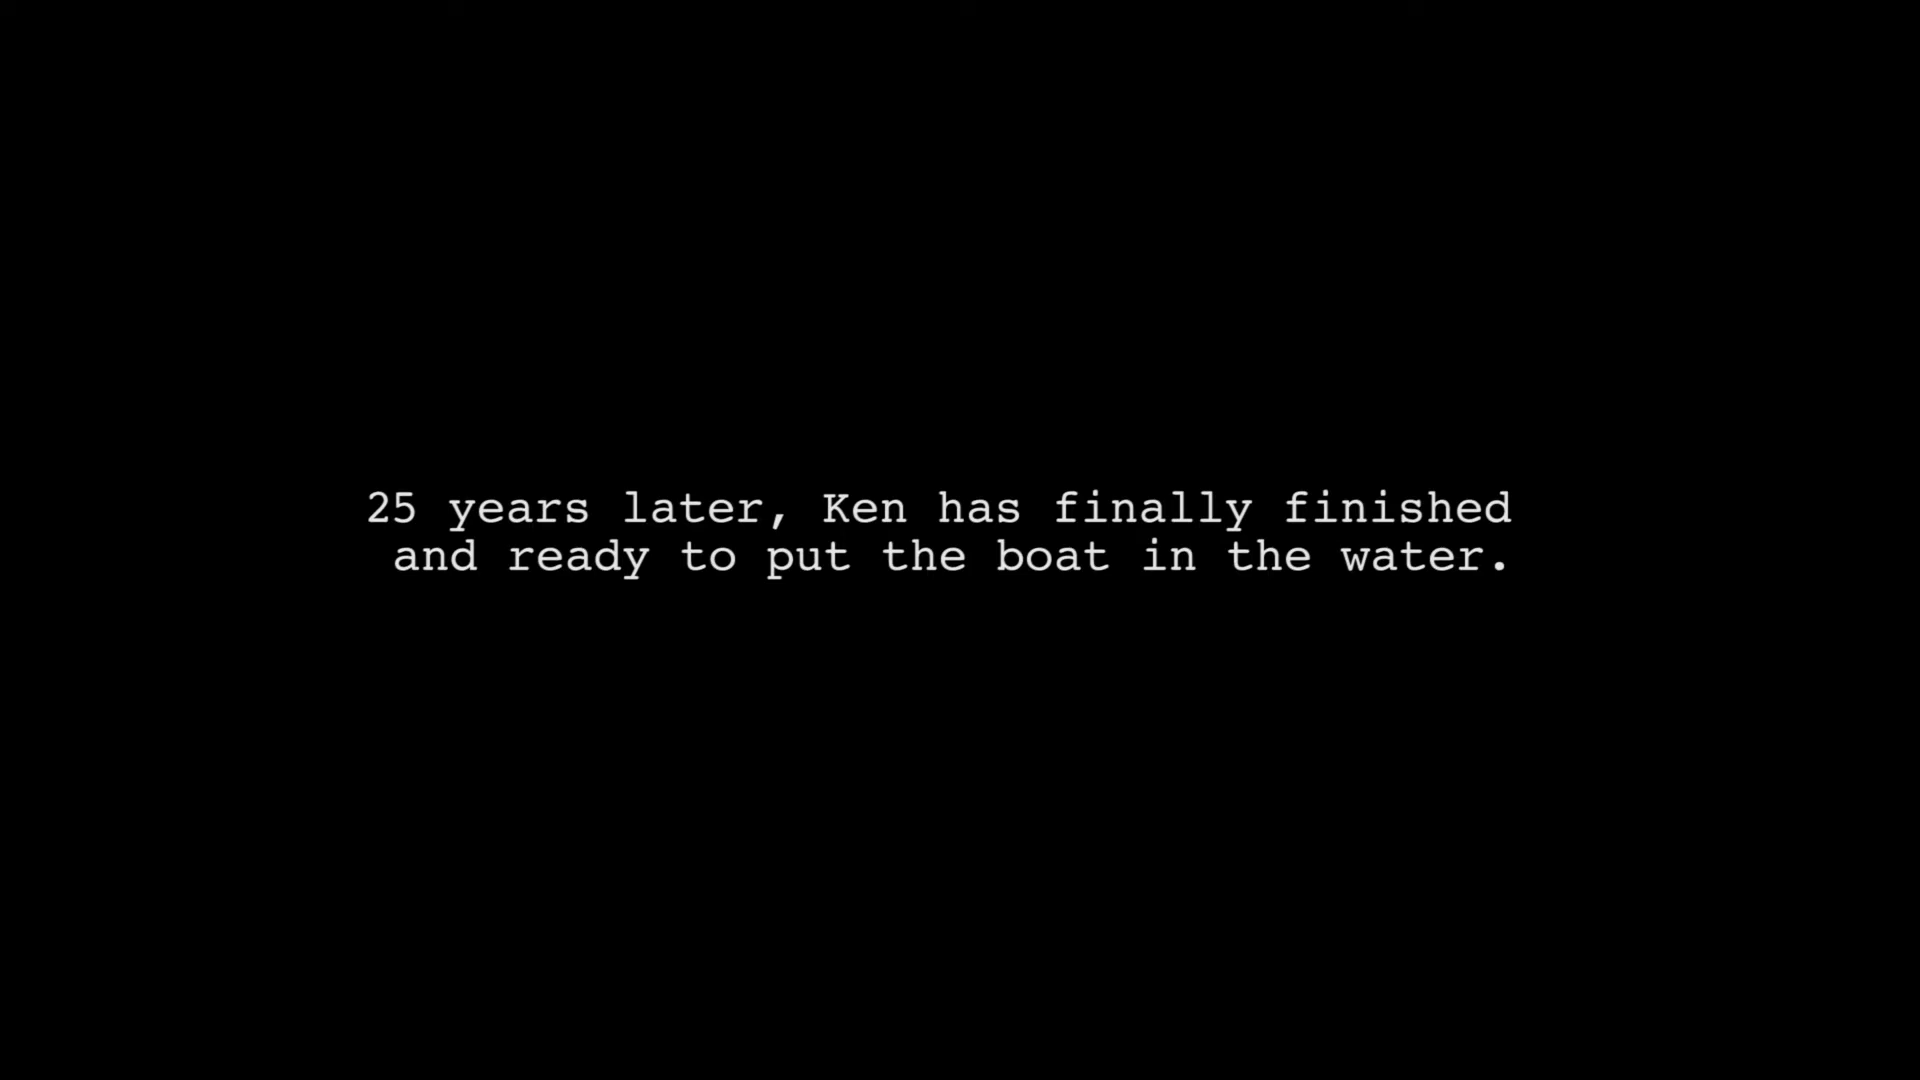 25 years later, Ken has finally finished
and ready to put the boat in the water.